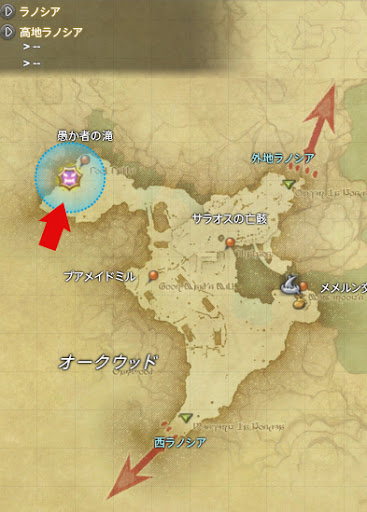 ラノシア
高地ラノシア
> --
> --
愚か者の滝
外地ラノシア
サラオスの亡骸
ブアメイドミル
メメルン交
オークウッド
西ラノシア